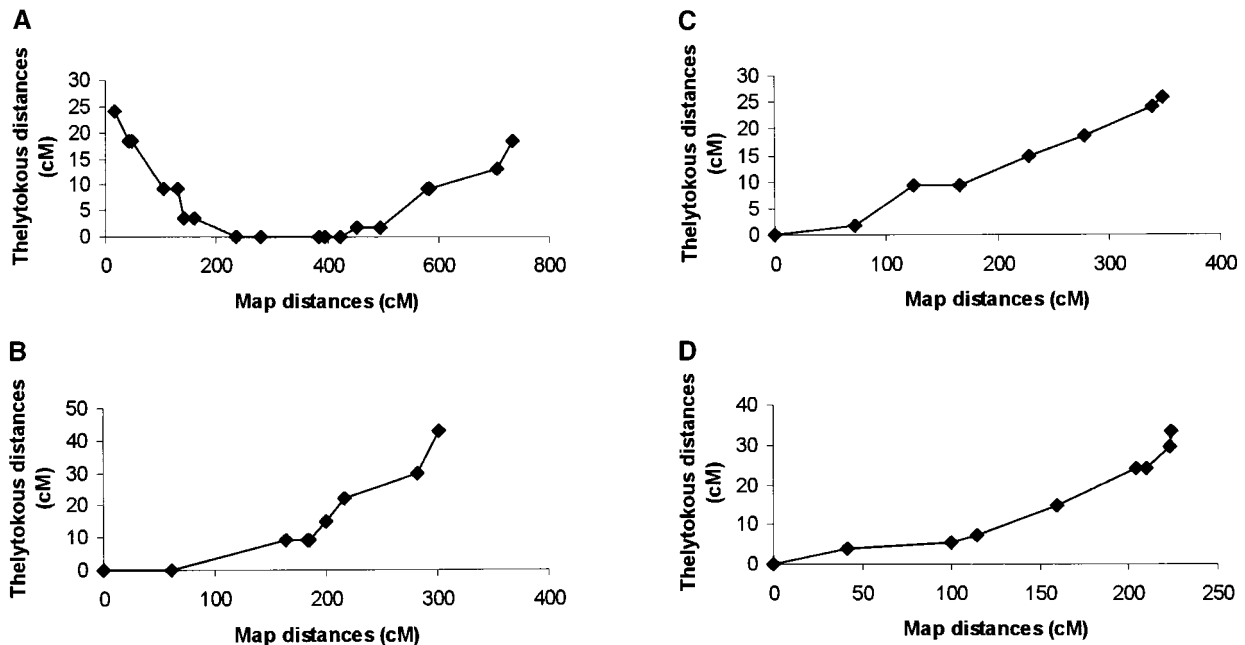 A
Thelytokous distances
(cM)
30
25
20
15
10
5
0
0 200 400 600 800
Map distances (cM)
B
Thelytokous distances
(cM)
50
40
30
20
10
0
0 100 200 300 400
Map distances (cM)
C
Thelytokous distances
(cM)
30
25
20
15
10
5
0
0 100 200 300 400
Map distances (cM)
D
Thelytokous distances
(cM)
40
30
20
10
0
0 50 100 150 200 250
Map distances (cM)